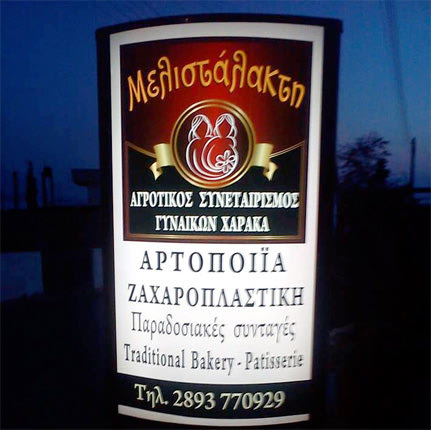 Μελιστάλακτη
ΑΓΡΟΤΙΚΟΣ ΣΥΝΕΤΑΙΡΙΣΜΟΣ
ΓΥΝΑΙΚΩΝ ΧΑΡΑΚΑ
ΑΡΤΟΠΟΙΪΑ
ΖΑΧΑΡΟΠΛΑΣΤΙΚΗ
Παραδοσιακές συνταγές
Traditional Bakery - Patisserie
Τηλ. 2893 770929